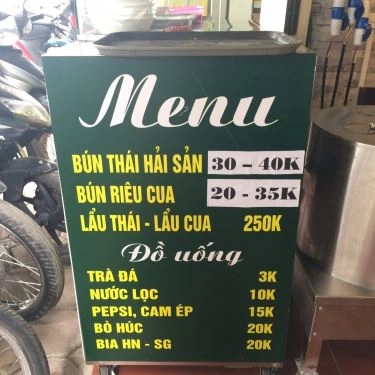 Menu
BÚN THÁI HẢI SẢN 30 - 40K
BÚN RIÊU CUA 20 - 35K
LẨU THÁI - LẨU CUA 250K
Đồ uống
TRÀ ĐÁ 3K
NƯỚC LỌC 10K
PEPSI, CAM ÉP 15K
BÒ HÚC 20K
BIA HN - SG 20K